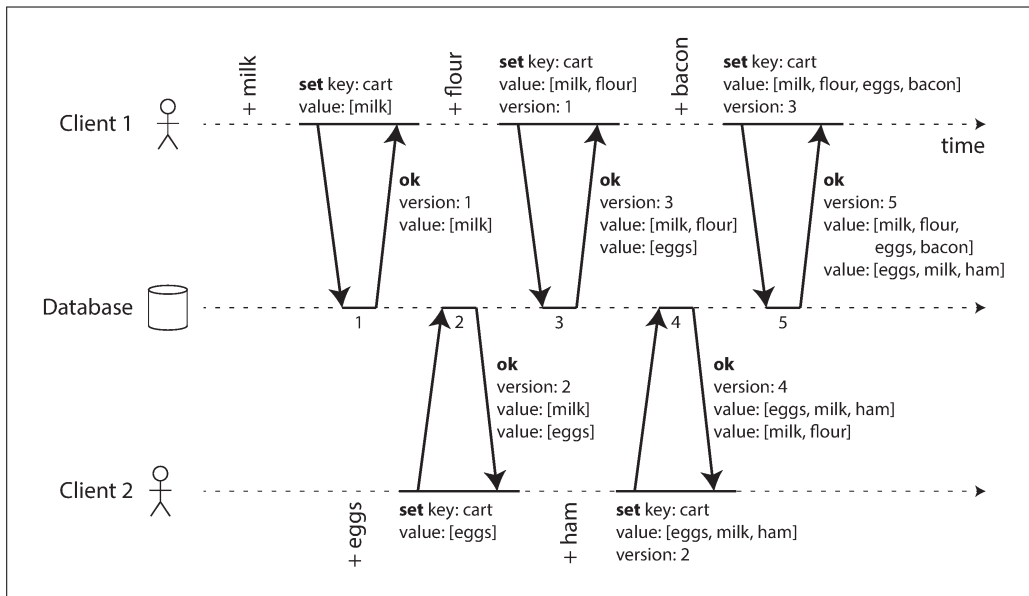 + milk
set key: cart
value: [milk]
+ flour
set key: cart
value: [milk, flour]
version: 1
+ bacon
set key: cart
value: [milk, flour, eggs, bacon]
version: 3
Client 1
time
ok
version: 1
value: [milk]
ok
version: 3
value: [milk, flour]
value: [eggs]
ok
version: 5
value: [milk, flour,
eggs, bacon]
value: [eggs, milk, ham]
Database
1
2
3
4
5
ok
version: 2
value: [milk]
value: [eggs]
ok
version: 4
value: [eggs, milk, ham]
value: [milk, flour]
Client 2
+ eggs
set key: cart
value: [eggs]
+ ham
set key: cart
value: [eggs, milk, ham]
version: 2